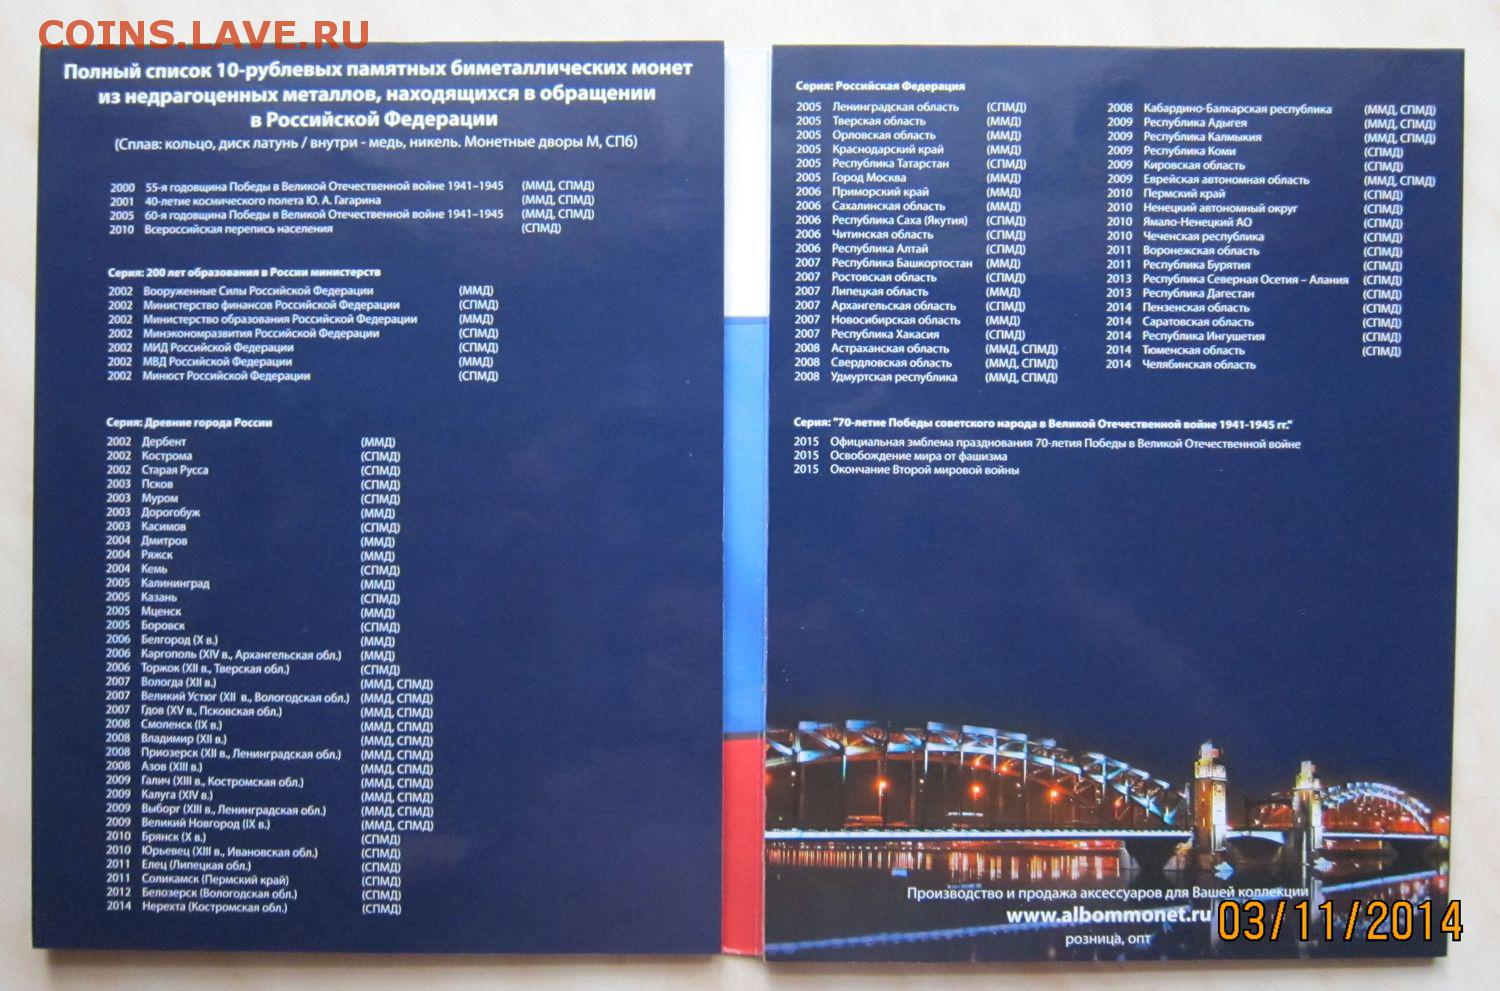 COINS.LAVE.RU
Полный список 10-рублевых памятных биметаллических монет
из недрагоценных металлов, находящихся в обращении
в Российской Федерации
(Сплав: кольцо, диск латунь / внутри - медь, никель. Монетные дворы М, СПб)
2000 55-я годовщина Победы в Великой Отечественной войне 1941–1945 (ММД, СПМД)
2001 40-летие космического полета Ю. А. Гагарина (ММД, СПМД)
2005 60-я годовщина Победы в Великой Отечественной войне 1941–1945 (ММД, СПМД)
2010 Всероссийская перепись населения (СПМД)
Серия: 200 лет образования в России министерств
2002 Вооруженные Силы Российской Федерации (ММД)
2002 Министерство финансов Российской Федерации (СПМД)
2002 Министерство образования Российской Федерации (ММД)
2002 Минэкономразвития Российской Федерации (СПМД)
2002 МИД Российской Федерации (СПМД)
2002 МВД Российской Федерации (ММД)
2002 Минюст Российской Федерации (СПМД)
Серия: Древние города России
2002 Дербент (ММД)
2002 Кострома (СПМД)
2002 Старая Русса (СПМД)
2003 Псков (СПМД)
2003 Муром (СПМД)
2003 Дорогобуж (ММД)
2003 Касимов (СПМД)
2004 Дмитров (ММД)
2004 Ряжск (ММД)
2004 Кемь (СПМД)
2005 Калининград (ММД)
2005 Казань (СПМД)
2005 Мценск (ММД)
2005 Боровск (СПМД)
2006 Белгород (X в.) (ММД)
2006 Каргополь (XIV в., Архангельская обл.) (ММД)
2006 Торжок (XII в., Тверская обл.) (СПМД)
2007 Вологда (XII в.) (ММД, СПМД)
2007 Великий Устюг (XII в., Вологодская обл.) (ММД, СПМД)
2007 Гдов (XV в., Псковская обл.) (ММД, СПМД)
2008 Смоленск (IX в.) (ММД, СПМД)
2008 Владимир (XII в.) (ММД, СПМД)
2008 Приозерск (XII в., Ленинградская обл.) (ММД, СПМД)
2008 Азов (XIII в.) (ММД, СПМД)
2009 Галич (XIII в., Костромская обл.) (ММД, СПМД)
2009 Калуга (XIV в.) (ММД, СПМД)
2009 Выборг (XIII в., Ленинградская обл.) (ММД, СПМД)
2009 Великий Новгород (IX в.) (ММД, СПМД)
2010 Брянск (X в.) (СПМД)
2010 Юрьевец (XIII в., Ивановская обл.) (СПМД)
2011 Елец (Липецкая обл.) (СПМД)
2011 Соликамск (Пермский край) (СПМД)
2012 Белозерск (Вологодская обл.) (СПМД)
2014 Нерехта (Костромская обл.) (СПМД)
Серия: Российская Федерация
2005 Ленинградская область (СПМД)
2005 Тверская область (ММД)
2005 Орловская область (ММД)
2005 Краснодарский край (ММД)
2005 Республика Татарстан (СПМД)
2005 Город Москва (ММД)
2006 Приморский край (ММД)
2006 Сахалинская область (ММД)
2006 Республика Саха (Якутия) (СПМД)
2006 Читинская область (СПМД)
2006 Республика Алтай (СПМД)
2007 Республика Башкортостан (ММД)
2007 Ростовская область (СПМД)
2007 Липецкая область (ММД)
2007 Архангельская область (СПМД)
2007 Новосибирская область (ММД)
2007 Республика Хакасия (СПМД)
2008 Астраханская область (ММД, СПМД)
2008 Свердловская область (ММД, СПМД)
2008 Удмуртская республика (ММД, СПМД)
2008 Кабардино-Балкарская республика (ММД, СПМД)
2009 Республика Адыгея (ММД, СПМД)
2009 Республика Калмыкия (ММД, СПМД)
2009 Республика Коми (СПМД)
2009 Кировская область (СПМД)
2009 Еврейская автономная область (ММД, СПМД)
2010 Пермский край (СПМД)
2010 Ненецкий автономный округ (СПМД)
2010 Ямало-Ненецкий АО (СПМД)
2010 Чеченская республика (СПМД)
2011 Воронежская область (СПМД)
2011 Республика Бурятия (СПМД)
2013 Республика Северная Осетия – Алания (СПМД)
2013 Республика Дагестан (СПМД)
2014 Пензенская область (СПМД)
2014 Саратовская область (СПМД)
2014 Республика Ингушетия (СПМД)
2014 Тюменская область (СПМД)
2014 Челябинская область
Серия: "70-летие Победы советского народа в Великой Отечественной войне 1941-1945 гг."
2015 Официальная эмблема празднования 70-летия Победы в Великой Отечественной войне
2015 Освобождение мира от фашизма
2015 Окончание Второй мировой войны
Производство и продажа аксессуаров для Вашей коллекции
www.albommonet.ru
розница, опт
03/11/2014